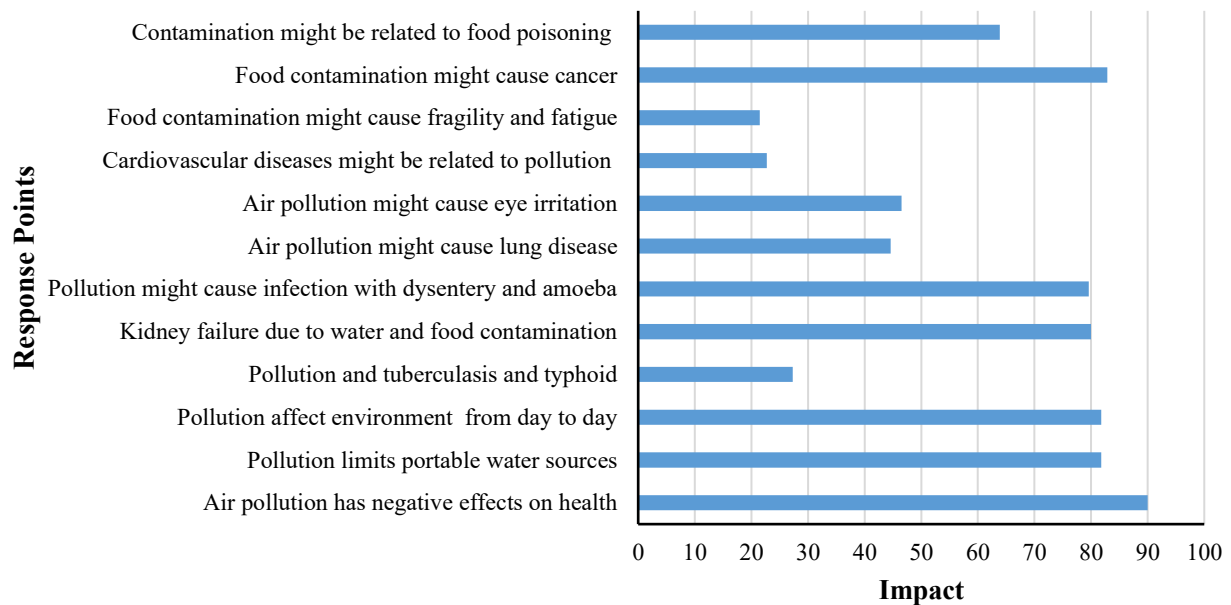 Response Points
Contamination might be related to food poisoning
Food contamination might cause cancer
Food contamination might cause fragility and fatigue
Cardiovascular diseases might be related to pollution
Air pollution might cause eye irritation
Air pollution might cause lung disease
Pollution might cause infection with dysentery and amoeba
Kidney failure due to water and food contamination
Pollution and tuberculasis and typhoid
Pollution affect environment from day to day
Pollution limits portable water sources
Air pollution has negative effects on health
0 10 20 30 40 50 60 70 80 90 100
Impact